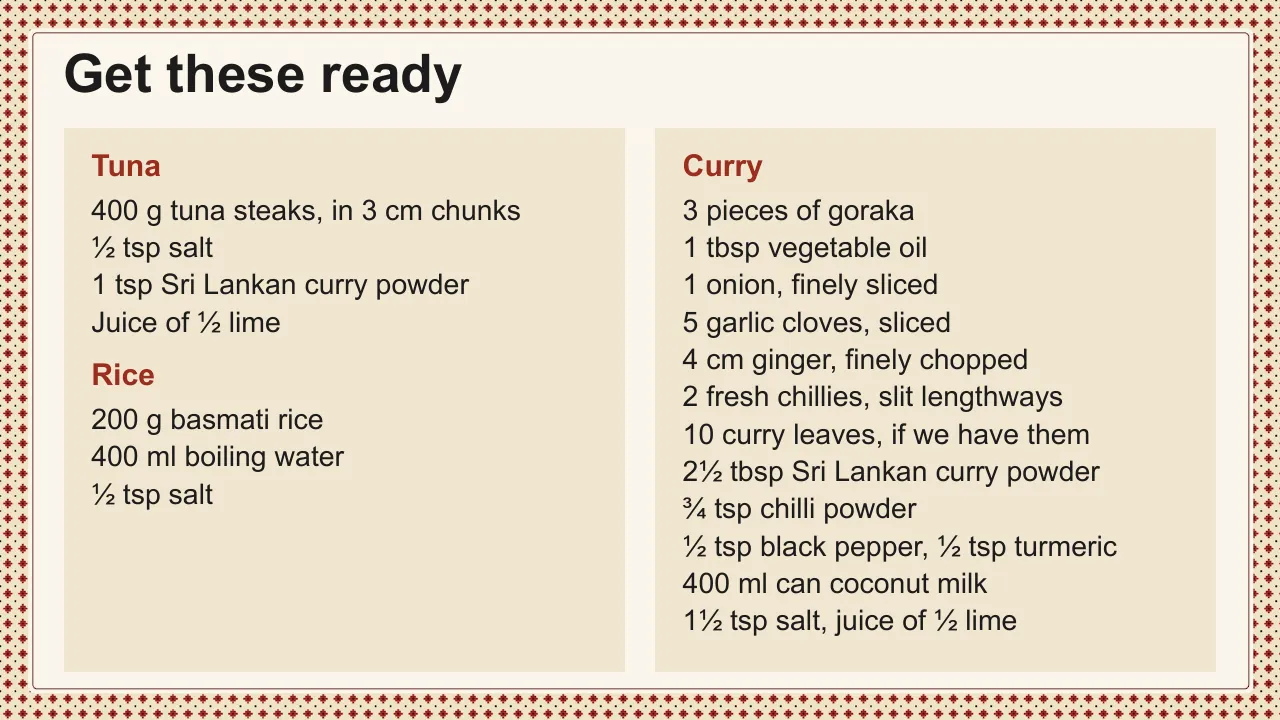 Get these ready
Tuna
400 g tuna steaks, in 3 cm chunks
½ tsp salt
1 tsp Sri Lankan curry powder
Juice of ½ lime
Rice
200 g basmati rice
400 ml boiling water
½ tsp salt
Curry
3 pieces of goraka
1 tbsp vegetable oil
1 onion, finely sliced
5 garlic cloves, sliced
4 cm ginger, finely chopped
2 fresh chillies, slit lengthways
10 curry leaves, if we have them
2½ tbsp Sri Lankan curry powder
¾ tsp chilli powder
½ tsp black pepper, ½ tsp turmeric
400 ml can coconut milk
1½ tsp salt, juice of ½ lime